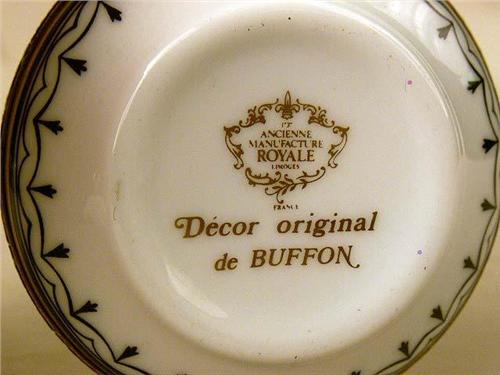 ANCIENNE
MANUFACTURE
ROYALE
LIMOGES
FRANCE
Décor original
de BUFFON